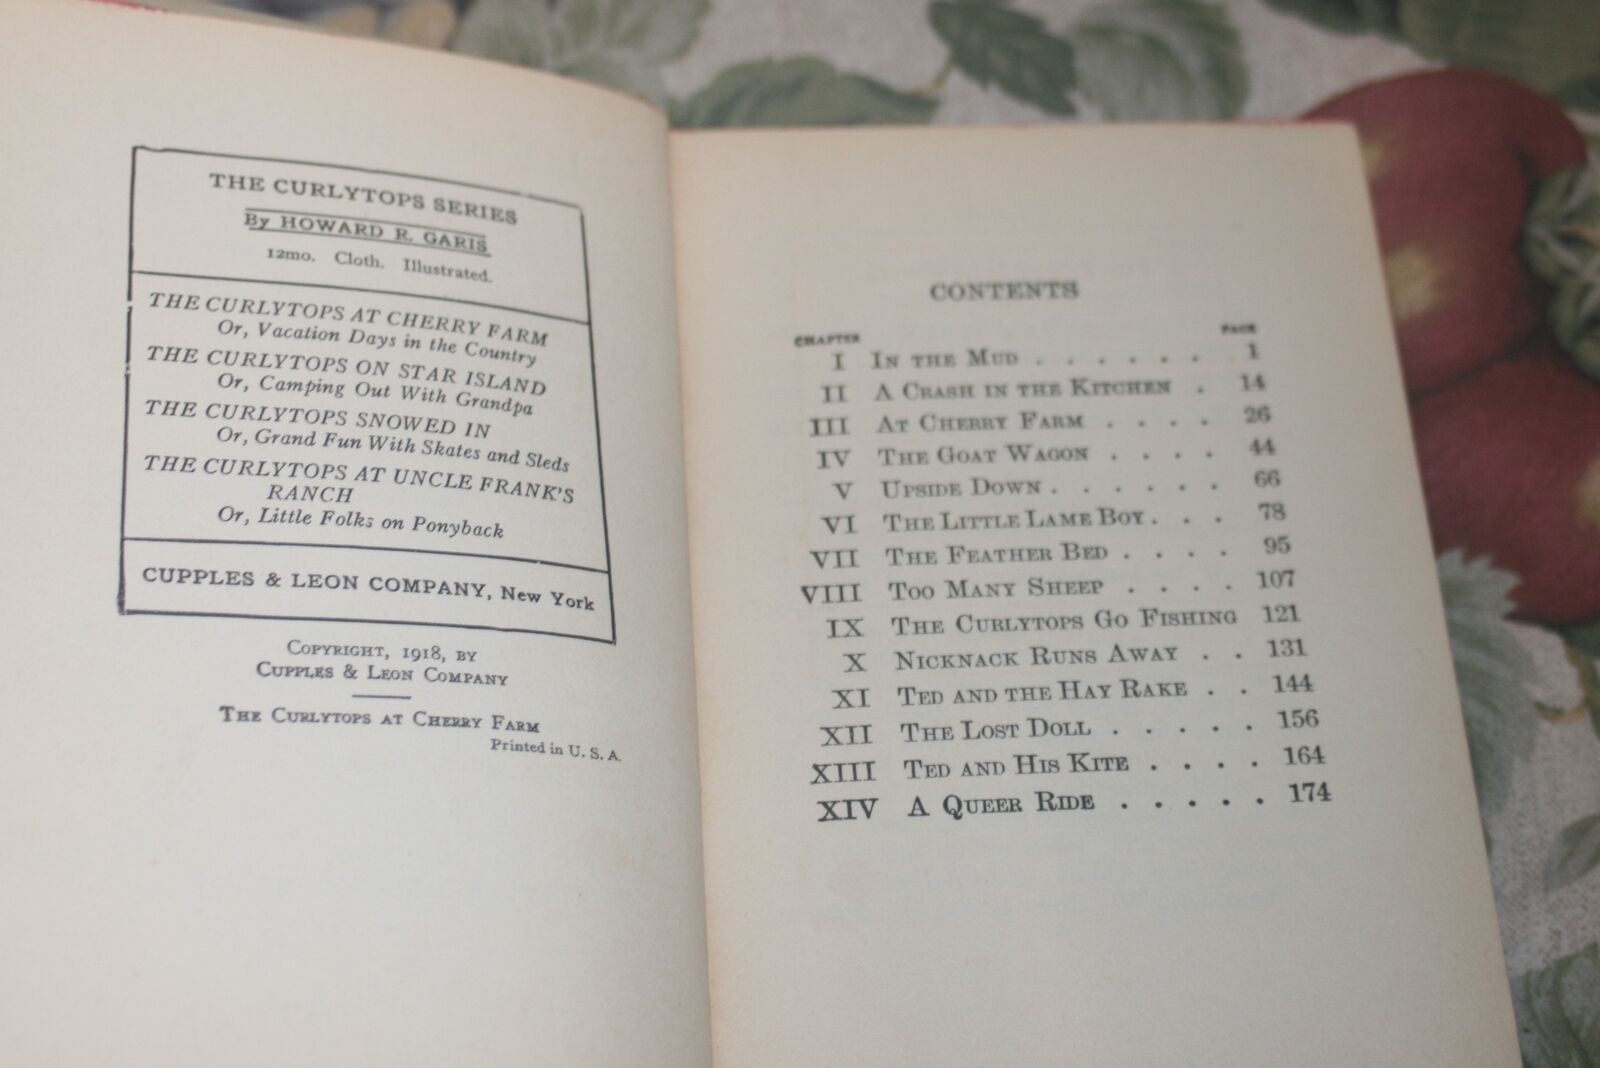 THE CURLYTOPS SERIES
By HOWARD R. GARIS
12mo. Cloth. Illustrated.
THE CURLYTOPS AT CHERRY FARM
Or, Vacation Days in the Country
THE CURLYTOPS ON STAR ISLAND
Or, Camping Out With Grandpa
THE CURLYTOPS SNOWED IN
Or, Grand Fun With Skates and Sleds
THE CURLYTOPS AT UNCLE FRANK'S
RANCH
Or, Little Folks on Ponyback
CUPPLES & LEON COMPANY, New York
COPYRIGHT, 1918, BY
CUPPLES & LEON COMPANY
THE CURLYTOPS AT CHERRY FARM
Printed in U. S. A.
CONTENTS
CHAPTER PAGE
I IN THE MUD . . . . . . 1
II A CRASH IN THE KITCHEN . 14
III AT CHERRY FARM . . . . 26
IV THE GOAT WAGON . . . . 44
V UPSIDE DOWN . . . . . . 66
VI THE LITTLE LAME BOY . . . 78
VII THE FEATHER BED . . . . 95
VIII TOO MANY SHEEP . . . . 107
IX THE CURLYTOPS GO FISHING 121
X NICKNACK RUNS AWAY . . 131
XI TED AND THE HAY RAKE . . 144
XII THE LOST DOLL . . . . . 156
XIII TED AND HIS KITE . . . . 164
XIV A QUEER RIDE . . . . . 174